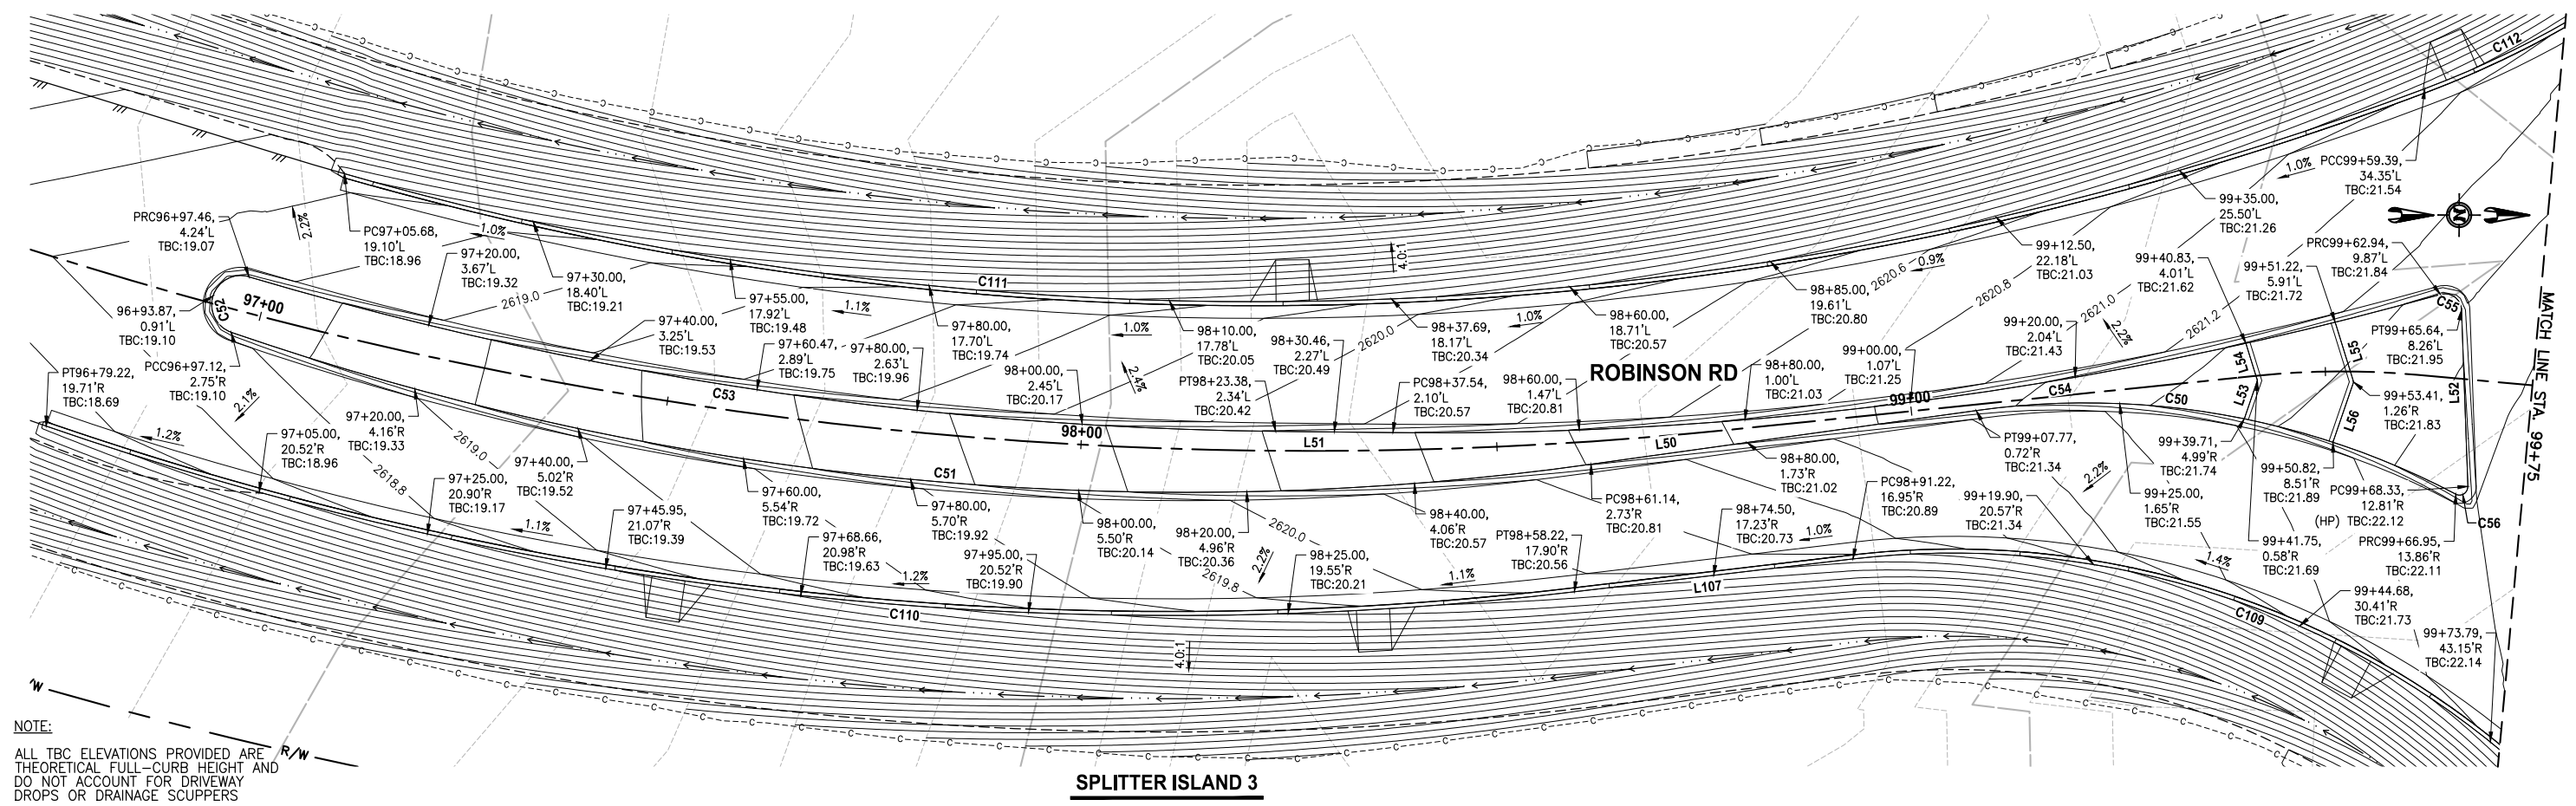 C112
1.0%
PCC99+59.39,
34.35'L
TBC:21.54
PRC96+97.46,
4.24'L
TBC:19.07
2.2%
PC97+05.68,
19.10'L
TBC:18.96
1.0%
97+20.00,
3.67'L
TBC:19.32
97+30.00,
18.40'L
TBC:19.21
2619.0
97+55.00,
17.92'L
TBC:19.48
1.1%
C111
4.0:1
97+80.00,
17.70'L
TBC:19.74
1.0%
98+10.00,
17.78'L
TBC:20.05
98+37.69,
18.17'L
TBC:20.34
1.0%
98+60.00,
18.71'L
TBC:20.57
98+85.00,
19.61'L
TBC:20.80
2620.6
0.9%
99+12.50,
22.18'L
TBC:21.03
99+35.00,
25.50'L
TBC:21.26
N
2620.8
2621.0
2.2%
2621.2
99+40.83,
4.01'L
TBC:21.62
99+51.22,
5.91'L
TBC:21.72
PRC99+62.94,
9.87'L
TBC:21.84
C55
PT99+65.64,
8.26'L
TBC:21.95
MATCH LINE STA. 99+75
C52
97+00
96+93.87,
0.91'L
TBC:19.10
PCC96+97.12,
2.75'R
TBC:19.10
PT96+79.22,
19.71'R
TBC:18.69
2.1%
1.2%
97+40.00,
3.25'L
TBC:19.53
97+60.47,
2.89'L
TBC:19.75
97+80.00,
2.63'L
TBC:19.96
C53
98+00.00,
2.45'L
TBC:20.17
2.4%
PT98+23.38,
2.34'L
TBC:20.42
98+30.46,
2.27'L
TBC:20.49
2620.0
PC98+37.54,
2.10'L
TBC:20.57
98+60.00,
1.47'L
TBC:20.81
ROBINSON RD
98+80.00,
1.00'L
TBC:21.03
99+00.00,
1.07'L
TBC:21.25
99+20.00,
2.04'L
TBC:21.43
99+00
C54
C50
L54
L53
L55
L56
L52
99+53.41,
1.26'R
TBC:21.83
98+00
L51
L50
C51
97+05.00,
20.52'R
TBC:18.96
2618.8
97+20.00,
4.16'R
TBC:19.33
2619.0
97+25.00,
20.90'R
TBC:19.17
97+40.00,
5.02'R
TBC:19.52
1.1%
97+45.95,
21.07'R
TBC:19.39
97+60.00,
5.54'R
TBC:19.72
97+68.66,
20.98'R
TBC:19.63
97+80.00,
5.70'R
TBC:19.92
1.2%
97+95.00,
20.52'R
TBC:19.90
98+00.00,
5.50'R
TBC:20.14
98+20.00,
4.96'R
TBC:20.36
2620.0
2619.8
2.2%
98+25.00,
19.55'R
TBC:20.21
98+40.00,
4.06'R
TBC:20.57
1.1%
PT98+58.22,
17.90'R
TBC:20.56
PC98+61.14,
2.73'R
TBC:20.81
98+74.50,
17.23'R
TBC:20.73
98+80.00,
1.73'R
TBC:21.02
1.0%
PC98+91.22,
16.95'R
TBC:20.89
PT99+07.77,
0.72'R
TBC:21.34
99+19.90,
20.57'R
TBC:21.34
2.2%
99+25.00,
1.65'R
TBC:21.55
99+39.71,
4.99'R
TBC:21.74
1.4%
99+41.75,
0.58'R
TBC:21.69
99+50.82,
8.51'R
TBC:21.89
PC99+68.33,
12.81'R
(HP) TBC:22.12
C56
PRC99+66.95,
13.86'R
TBC:22.11
99+44.68,
30.41'R
TBC:21.73
99+73.79,
43.15'R
TBC:22.14
C109
L107
C110
4.0:1
R/W
NOTE:
ALL TBC ELEVATIONS PROVIDED ARE
THEORETICAL FULL-CURB HEIGHT AND
DO NOT ACCOUNT FOR DRIVEWAY
DROPS OR DRAINAGE SCUPPERS
SPLITTER ISLAND 3